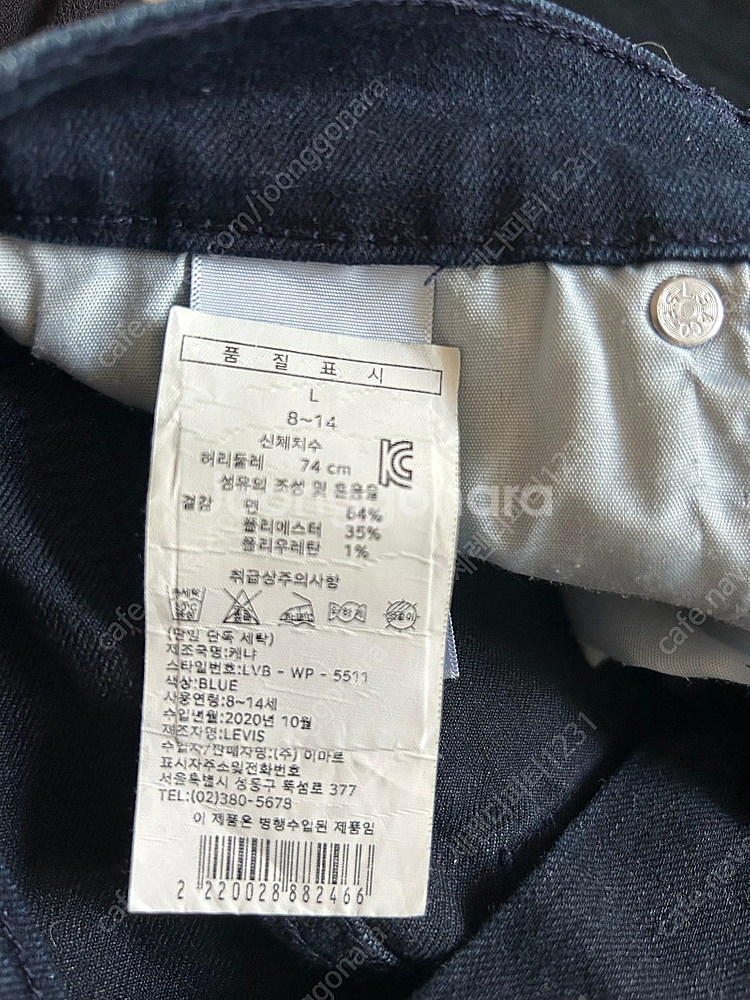 품 질 표 시
L
8~14
신체치수
허리둘레 74 cm
섬유의 조성 및 혼용율
겉감 면 64%
폴리에스터 35%
폴리우레탄 1%
취급상주의사항
(단입 단독 세탁)
제조국명:케냐
스타일번호:LVB - WP - 5511
색상:BLUE
사용연령:8~14세
수입년월:2020년 10월
제조자명:LEVIS
수입자/판매자명:(주) 이마트
표시자주소및전화번호
서울특별시 성동구 뚝섬로 377
TEL:(02)380-5678
이 제품은 병행수입된 제품임
2 220028 882466
joonggonara
cafe.naver.com/joonggonara